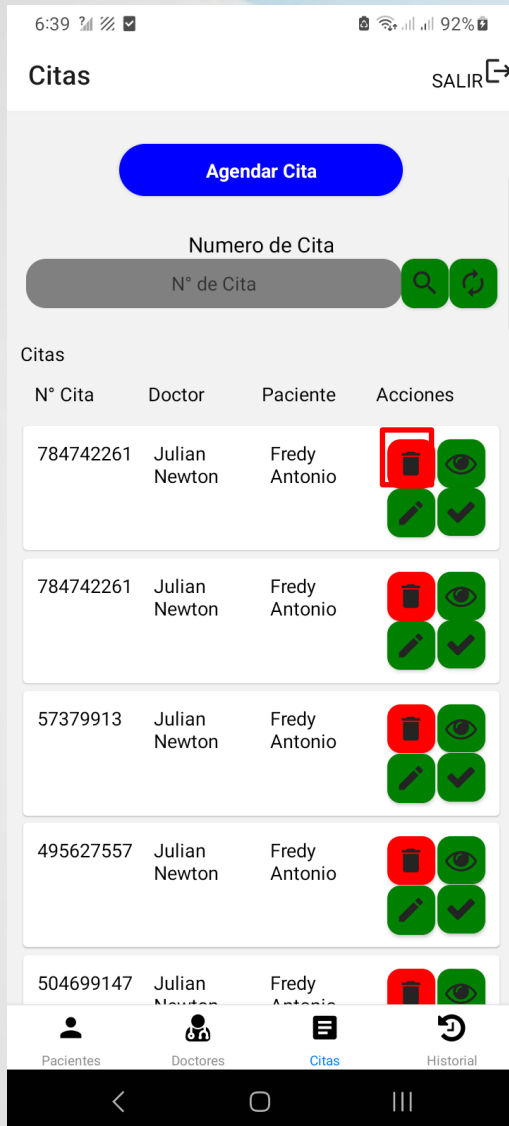 6:39 92%
Citas SALIR
Agendar Cita
Numero de Cita
N° de Cita
Citas
N° Cita Doctor Paciente Acciones
784742261 Julian Fredy
Newton Antonio
784742261 Julian Fredy
Newton Antonio
57379913 Julian Fredy
Newton Antonio
495627557 Julian Fredy
Newton Antonio
504699147 Julian Fredy
Newton Antonio
Pacientes Doctores Citas Historial